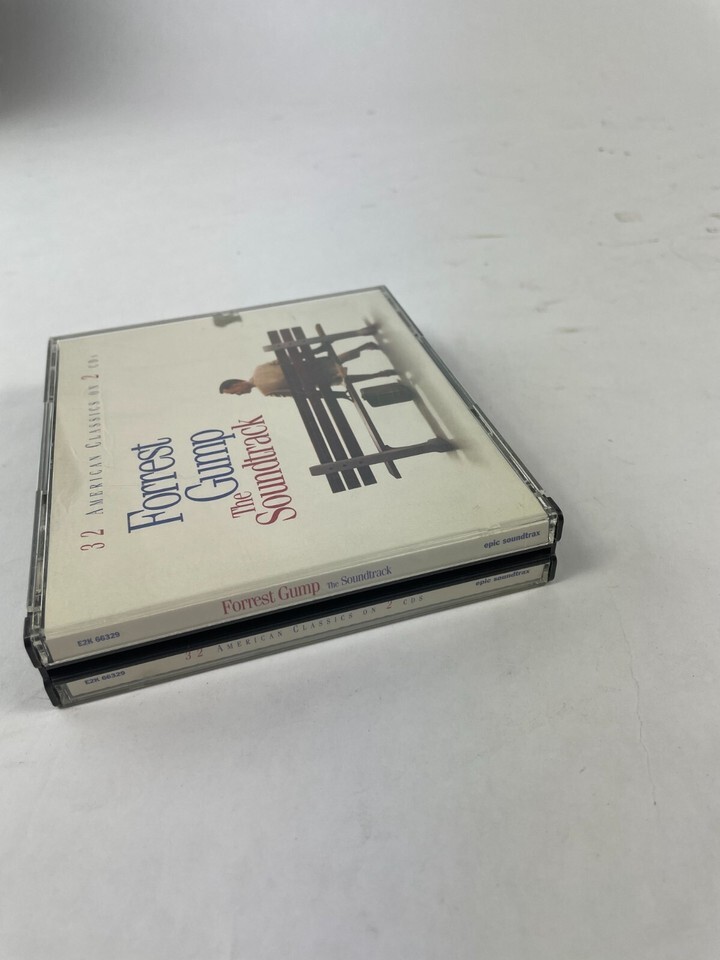 32 AMERICAN CLASSICS ON 2 CDs
Forrest
Gump
The
Soundtrack
E2K 66329 Forrest Gump The Soundtrack epic soundtrax
E2K 66329 32 AMERICAN CLASSICS ON 2 CDS epic soundtrax